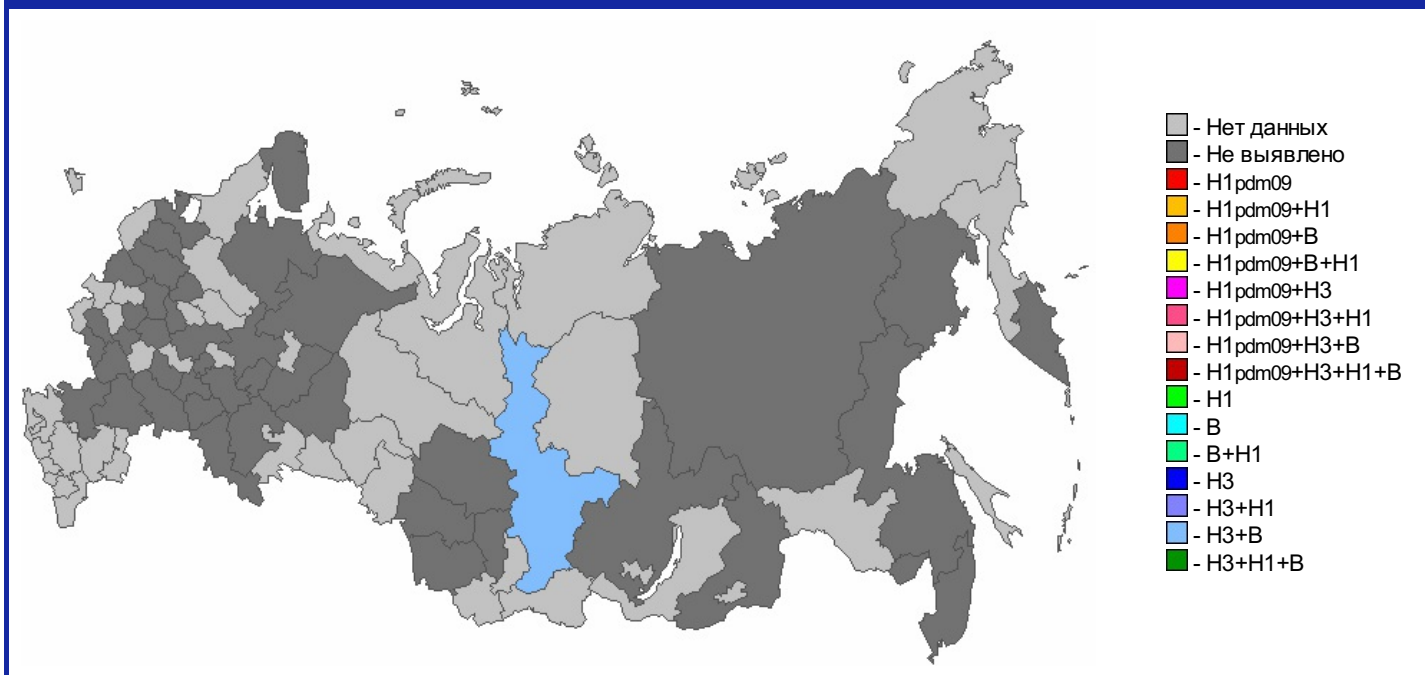 - Нет данных
- Не выявлено
- H1pdm09
- H1pdm09+H1
- H1pdm09+B
- H1pdm09+B+H1
- H1pdm09+H3
- H1pdm09+H3+H1
- H1pdm09+H3+B
- H1pdm09+H3+H1+B
- H1
- B
- B+H1
- H3
- H3+H1
- H3+B
- H3+H1+B